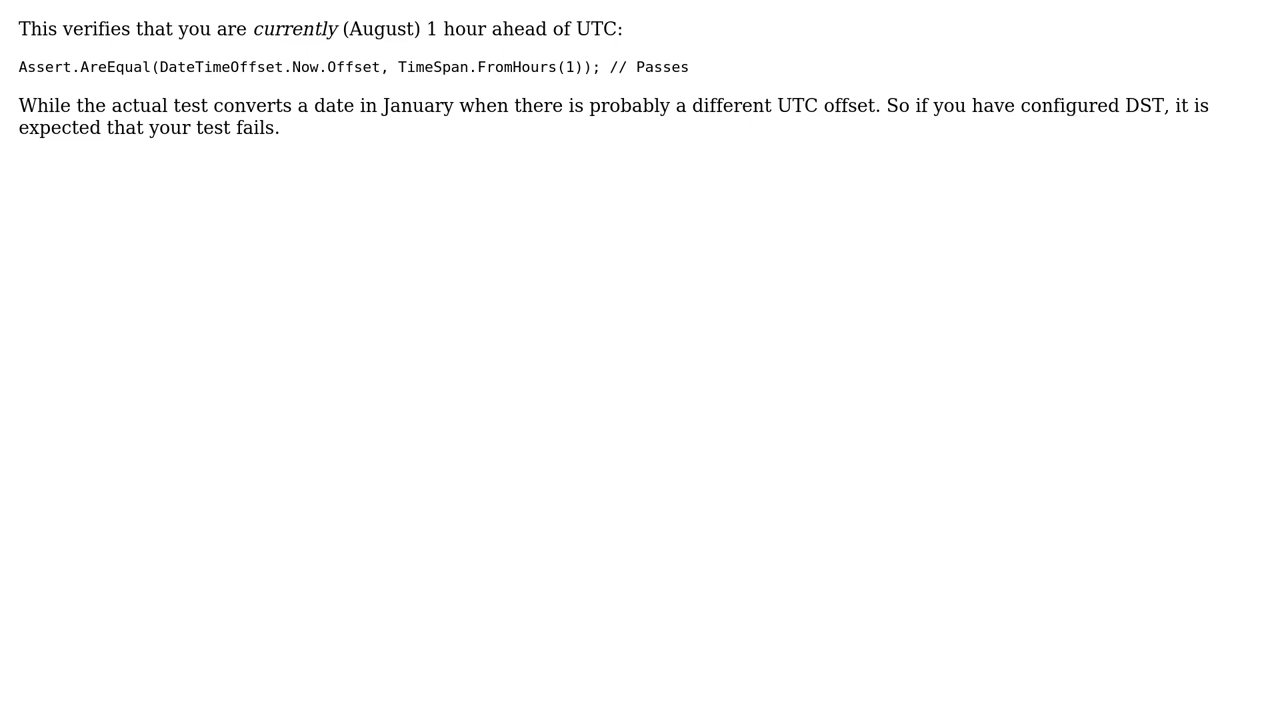 This verifies that you are currently (August) 1 hour ahead of UTC:
Assert.AreEqual(DateTimeOffset.Now.Offset, TimeSpan.FromHours(1)); // Passes
While the actual test converts a date in January when there is probably a different UTC offset. So if you have configured DST, it is
expected that your test fails.